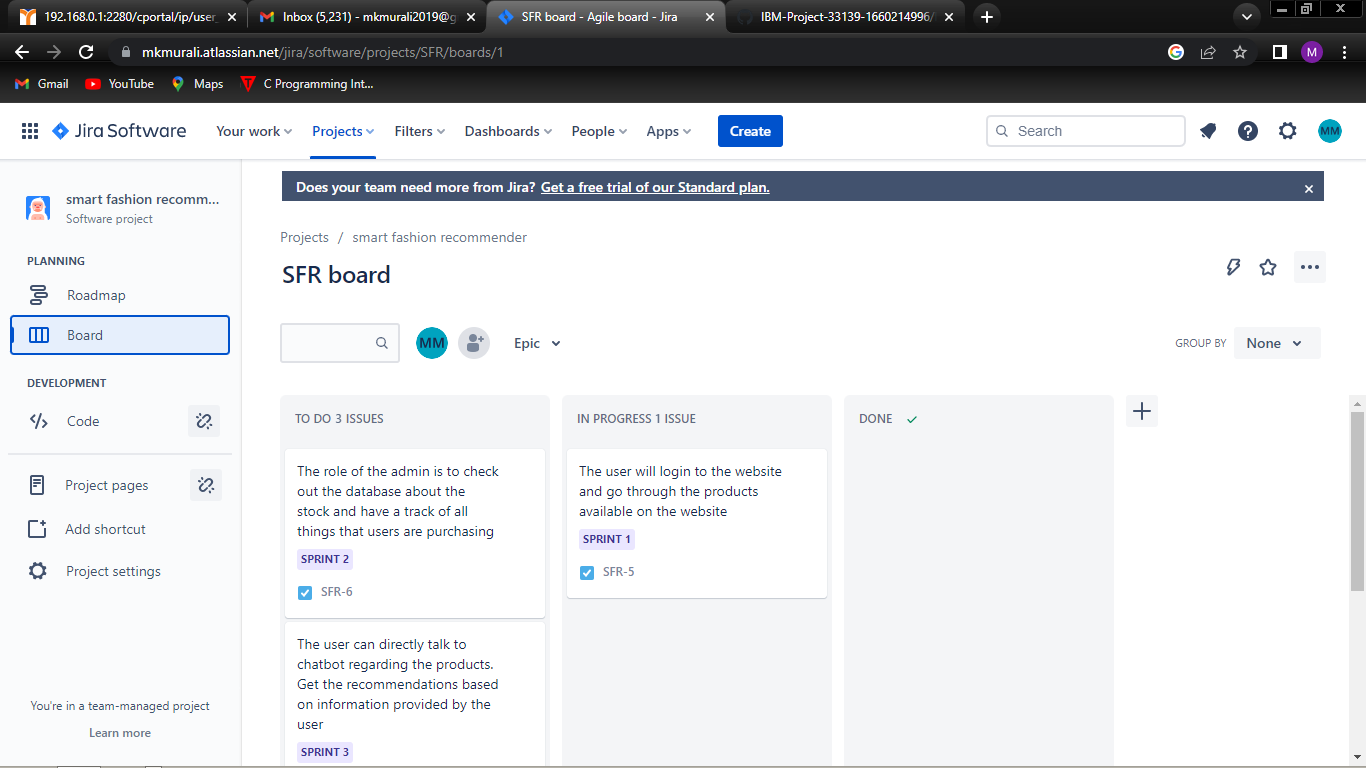 192.168.0.1:2280/cportal/ip/user_
Inbox (5,231) - mkmurali2019@g
SFR board - Agile board - Jira
IBM-Project-33139-1660214996/
mkmurali.atlassian.net/jira/software/projects/SFR/boards/1
M
Gmail
YouTube
Maps
C Programming Int...
Jira Software
Your work
Projects
Filters
Dashboards
People
Apps
Create
Search
MM
smart fashion recomm...
Software project
PLANNING
Roadmap
Board
DEVELOPMENT
Code
Project pages
Add shortcut
Project settings
You're in a team-managed project
Learn more
Does your team need more from Jira? Get a free trial of our Standard plan.
Projects / smart fashion recommender
SFR board
MM
Epic
GROUP BY
None
TO DO 3 ISSUES
The role of the admin is to check
out the database about the
stock and have a track of all
things that users are purchasing
SPRINT 2
SFR-6
The user can directly talk to
chatbot regarding the products.
Get the recommendations based
on information provided by the
user
SPRINT 3
IN PROGRESS 1 ISSUE
The user will login to the website
and go through the products
available on the website
SPRINT 1
SFR-5
DONE